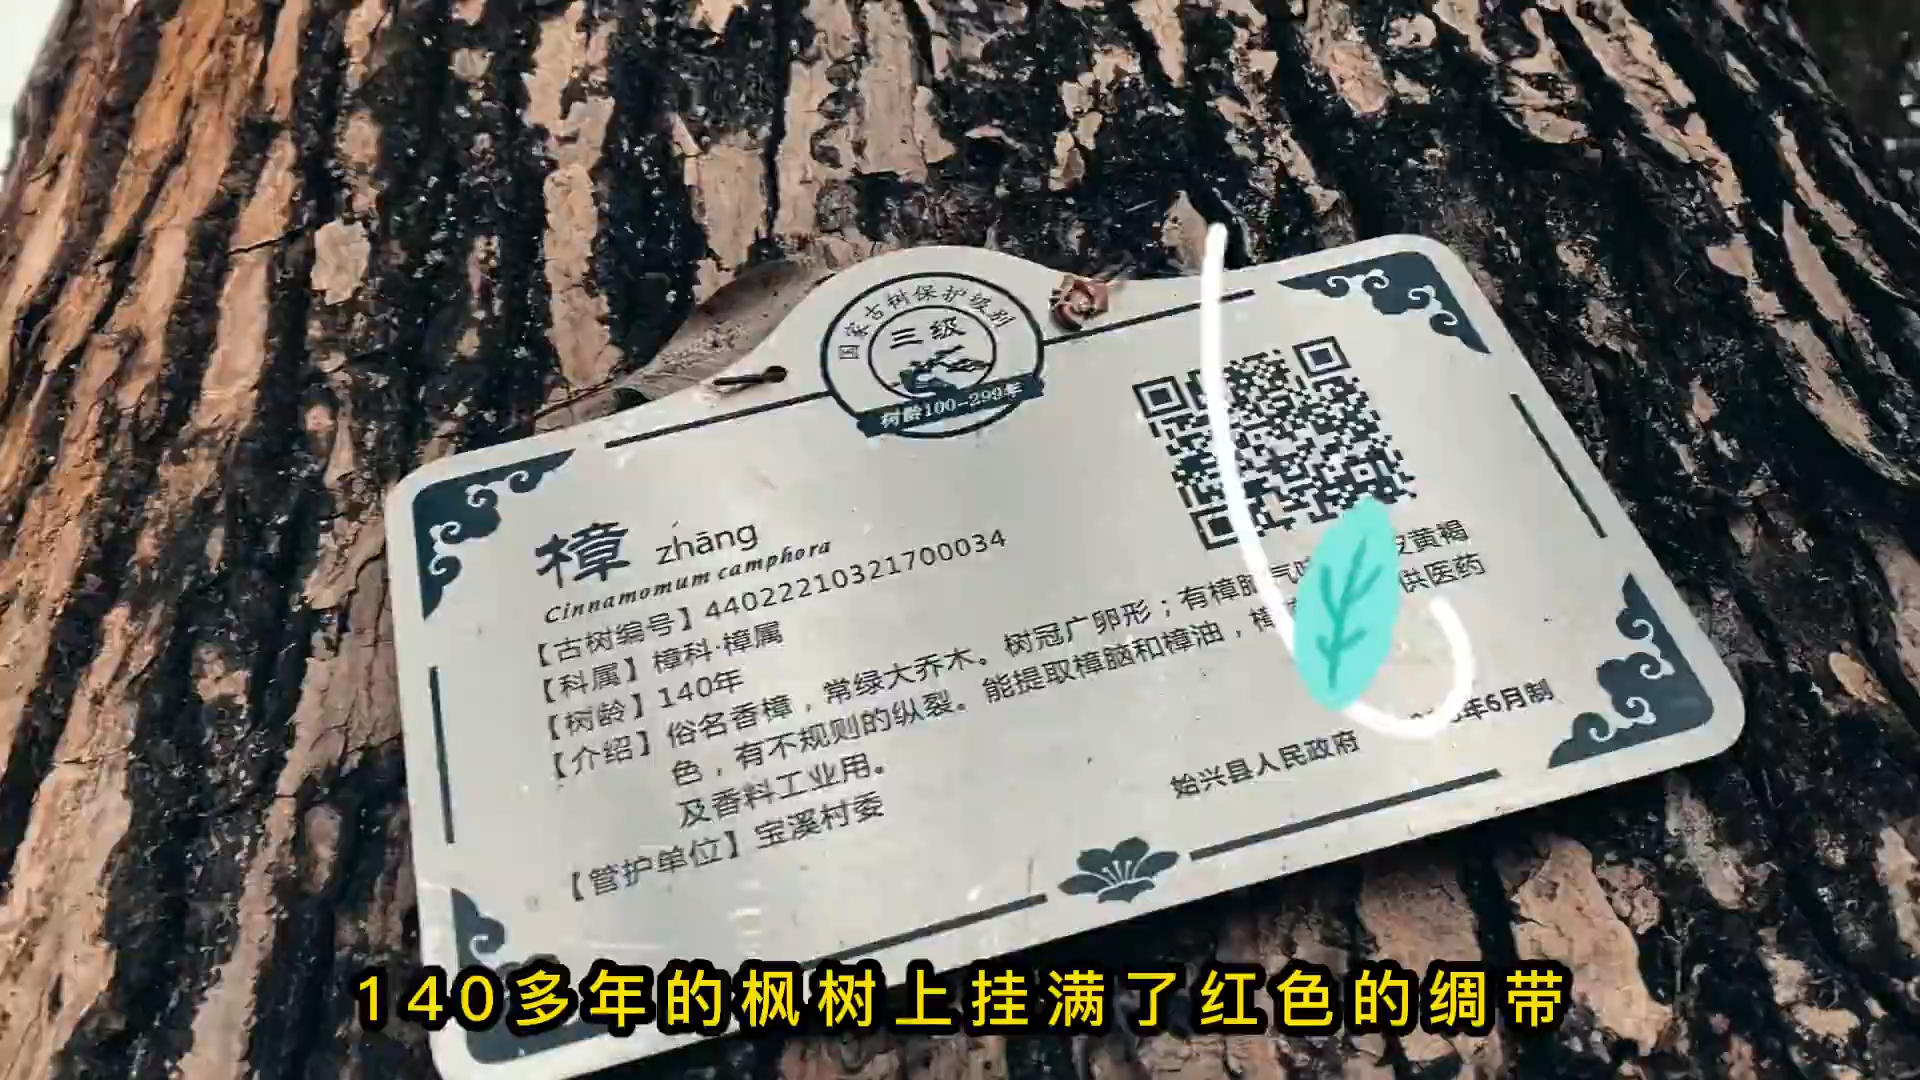 国家古树保护级别
三级
树龄100-299年
樟 zhāng
Cinnamomum camphora
【古树编号】44022210321700034
【科属】樟科·樟属
【树龄】140年
【介绍】俗名香樟，常绿大乔木。树冠广卵形；有樟脑气 皮黄褐
色，有不规则的纵裂。能提取樟脑和樟油， 供医药
及香料工业用。
【管护单位】宝溪村委
始兴县人民政府
年6月制
140多年的枫树上挂满了红色的绸带